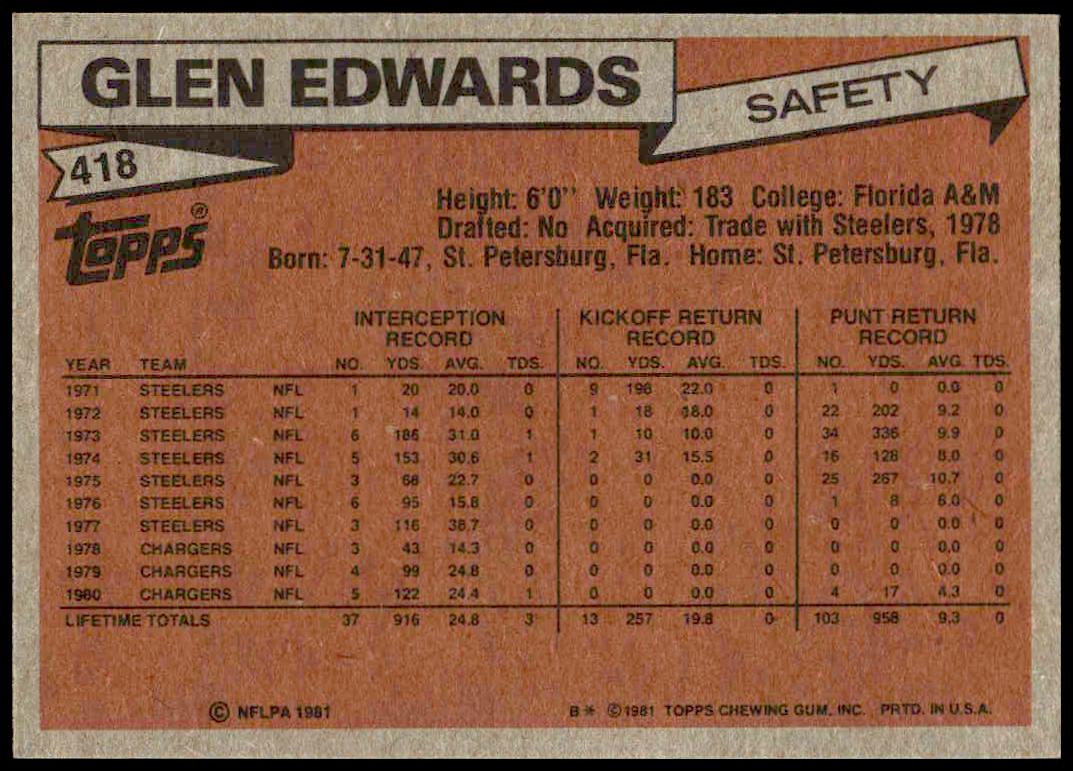 GLEN EDWARDS
SAFETY
418
topps®
Height: 6'0" Weight: 183 College: Florida A&M
Drafted: No Acquired: Trade with Steelers, 1978
Born: 7-31-47, St. Petersburg, Fla. Home: St. Petersburg, Fla.
INTERCEPTION RECORD KICKOFF RETURN RECORD PUNT RETURN RECORD
YEAR TEAM NO. YDS. AVG. TDS. NO. YDS. AVG. TDS. NO. YDS. AVG. TDS.
1971 STEELERS NFL 1 20 20.0 0 9 198 22.0 0 1 0 0.0 0
1972 STEELERS NFL 1 14 14.0 0 1 18 18.0 0 22 202 9.2 0
1973 STEELERS NFL 6 186 31.0 1 1 10 10.0 0 34 336 9.9 0
1974 STEELERS NFL 5 153 30.6 1 2 31 15.5 0 16 128 8.0 0
1975 STEELERS NFL 3 68 22.7 0 0 0 0.0 0 25 267 10.7 0
1976 STEELERS NFL 6 95 15.8 0 0 0 0.0 0 1 8 8.0 0
1977 STEELERS NFL 3 116 38.7 0 0 0 0.0 0 0 0 0.0 0
1978 CHARGERS NFL 3 43 14.3 0 0 0 0.0 0 0 0 0.0 0
1979 CHARGERS NFL 4 99 24.8 0 0 0 0.0 0 0 0 0.0 0
1980 CHARGERS NFL 5 122 24.4 1 0 0 0.0 0 4 17 4.3 0
LIFETIME TOTALS 37 916 24.8 3 13 257 19.8 0 103 958 9.3 0
© NFLPA 1981 B* ©1981 TOPPS CHEWING GUM, INC. PRTD. IN U.S.A.